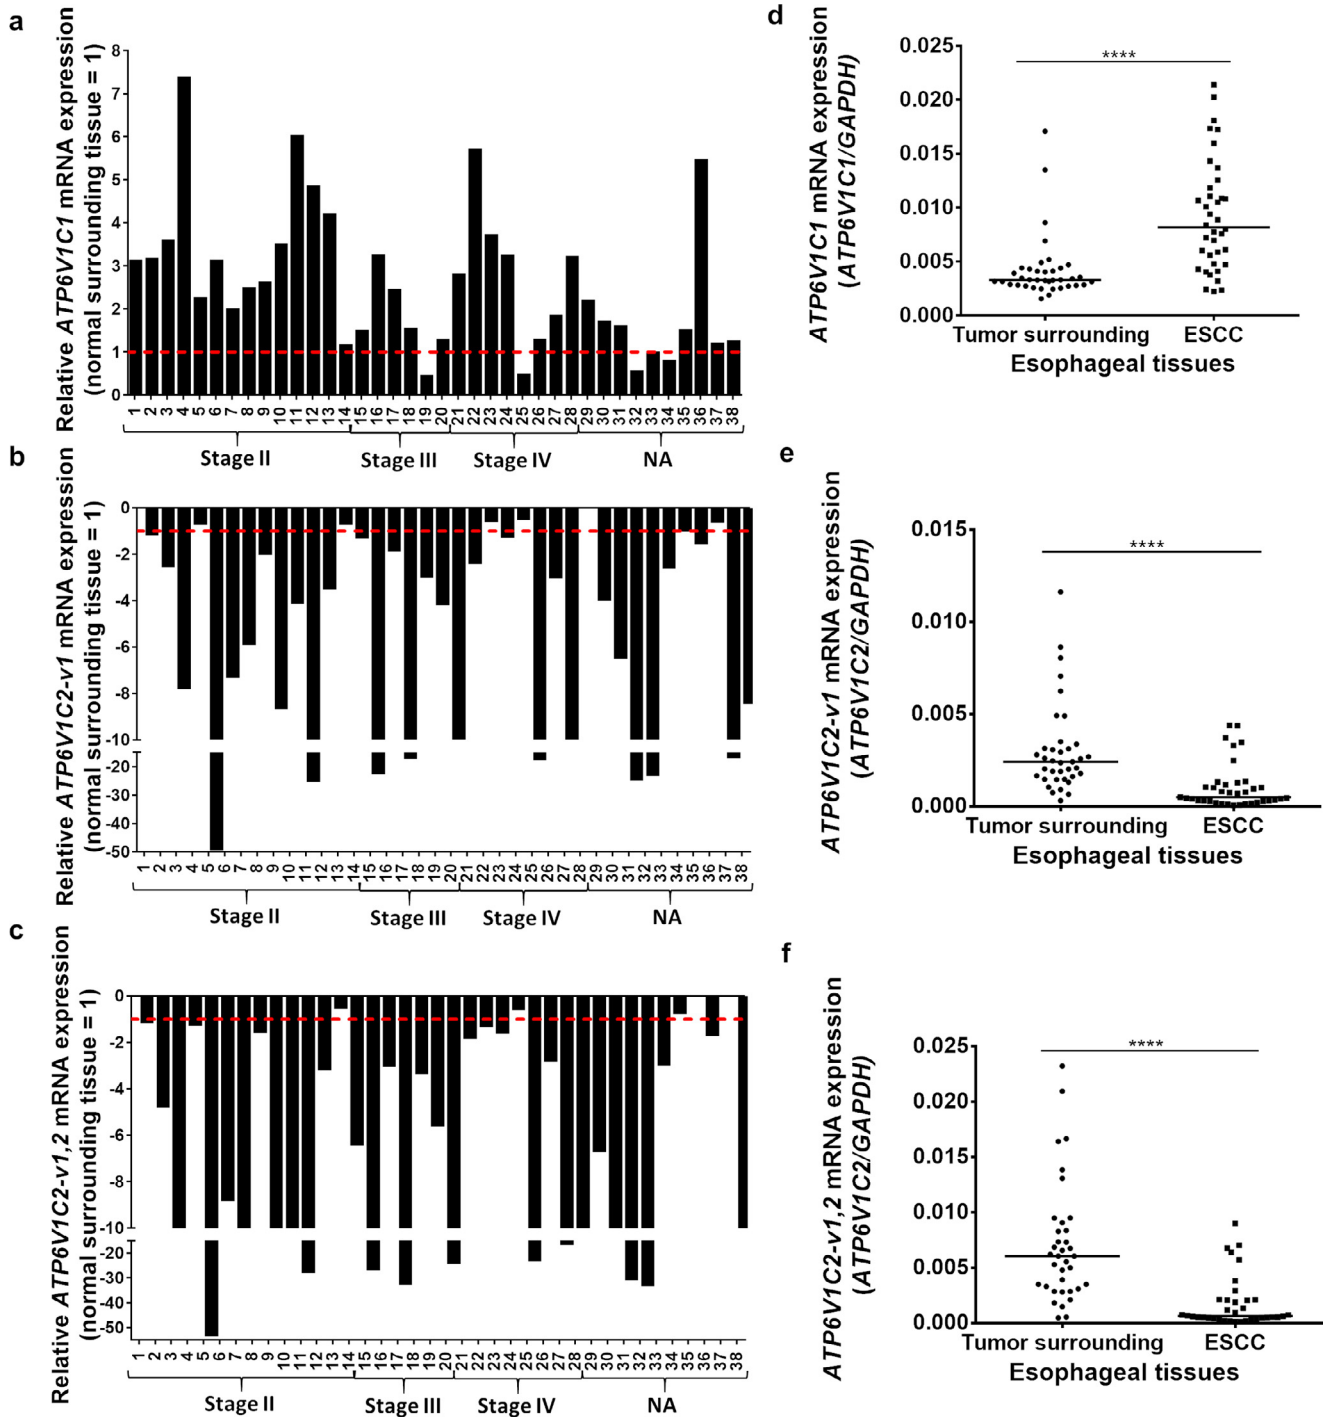 a
Relative ATP6V1C1 mRNA expression
(normal surrounding tissue = 1)
8
7
6
5
4
3
2
1
0
1 2 3 4 5 6 7 8 9 10 11 12 13 14 15 16 17 18 19 20 21 22 23 24 25 26 27 28 29 30 31 32 33 34 35 36 37 38
Stage II Stage III Stage IV NA
b
Relative ATP6V1C2-v1 mRNA expression
(normal surrounding tissue = 1)
0
-2
-4
-6
-8
-10
-20
-30
-40
-50
1 2 3 4 5 6 7 8 9 10 11 12 13 14 15 16 17 18 19 20 21 22 23 24 25 26 27 28 29 30 31 32 33 34 35 36 37 38
Stage II Stage III Stage IV NA
c
Relative ATP6V1C2-v1,2 mRNA expression
(normal surrounding tissue = 1)
0
-2
-4
-6
-8
-10
-20
-30
-40
-50
1 2 3 4 5 6 7 8 9 10 11 12 13 14 15 16 17 18 19 20 21 22 23 24 25 26 27 28 29 30 31 32 33 34 35 36 37 38
Stage II Stage III Stage IV NA
d
ATP6V1C1 mRNA expression
(ATP6V1C1/GAPDH)
0.025
0.020
0.015
0.010
0.005
0.000
****
Tumor surrounding ESCC
Esophageal tissues
e
ATP6V1C2-v1 mRNA expression
(ATP6V1C2/GAPDH)
0.015
0.010
0.005
0.000
****
Tumor surrounding ESCC
Esophageal tissues
f
ATP6V1C2-v1,2 mRNA expression
(ATP6V1C2/GAPDH)
0.025
0.020
0.015
0.010
0.005
0.000
****
Tumor surrounding ESCC
Esophageal tissues